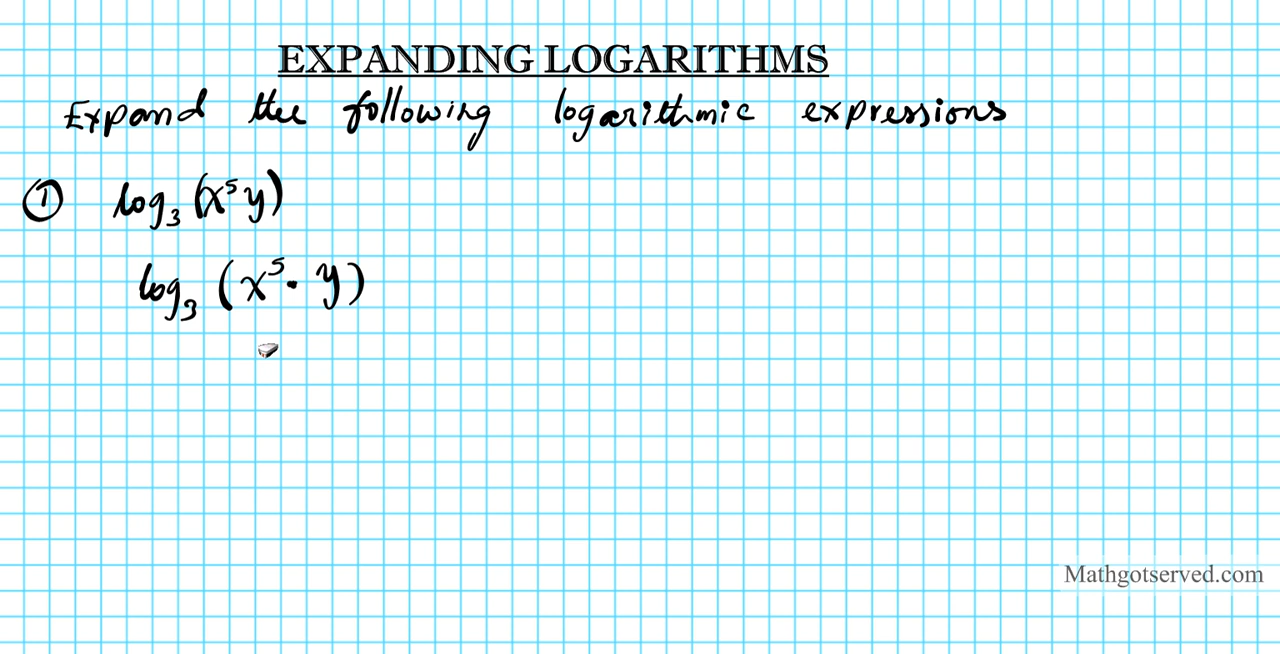 EXPANDING LOGARITHMS
Expand the following logarithmic expressions
① log₃(x⁵y)
log₃(x⁵·y)
Mathgotserved.com